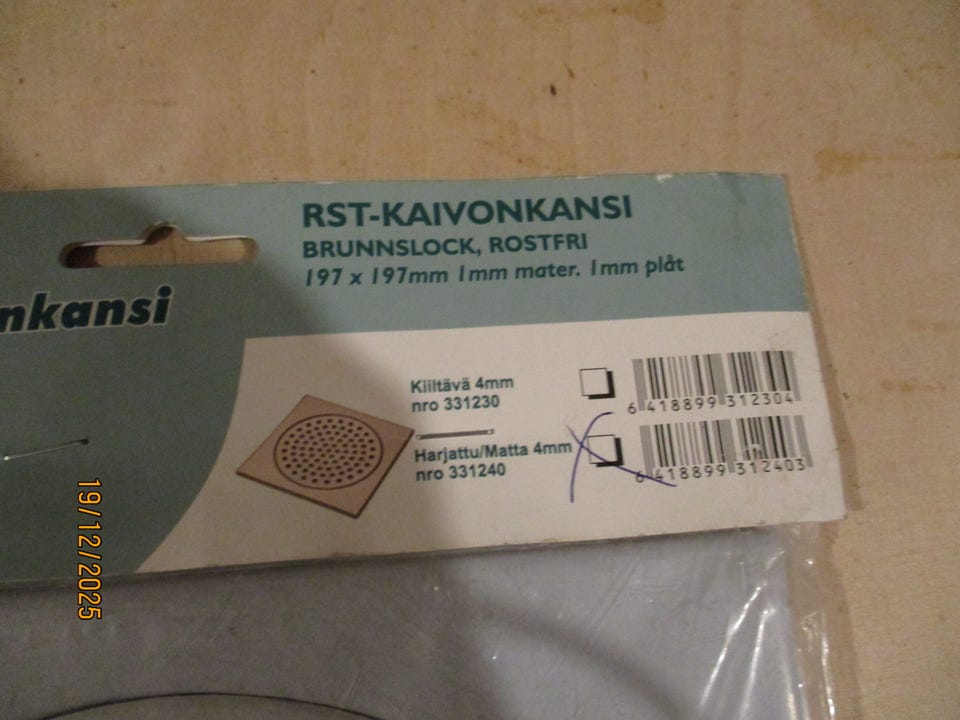 RST-KAIVONKANSI
BRUNNSLOCK, ROSTFRI
197 x 197mm 1mm mater. 1mm plåt
nkansi
Kiiltävä 4mm
nro 331230
6 418899 312304
Harjattu/Matta 4mm
nro 331240
6 418899 312403
19/12/2025